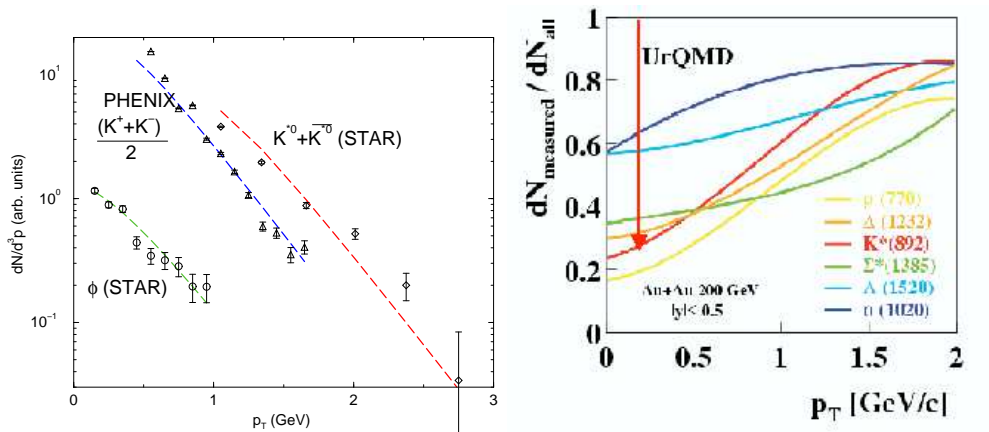 dN/d³p (arb. units)
10¹
10⁰
10⁻¹
PHENIX
(K⁺+K⁻)
2
K*⁰+K̅*⁰ (STAR)
ϕ (STAR)
0 1 2 3
p_T (GeV)
dN_measured / dN_all
1
0.8
0.6
0.4
0.2
0
UrQMD
ρ (770)
Δ (1232)
K*(892)
Σ*(1385)
Λ (1520)
(1020)
Au+Au 200 GeV
|y|< 0.5
0 0.5 1 1.5 2
p_T [GeV/c]